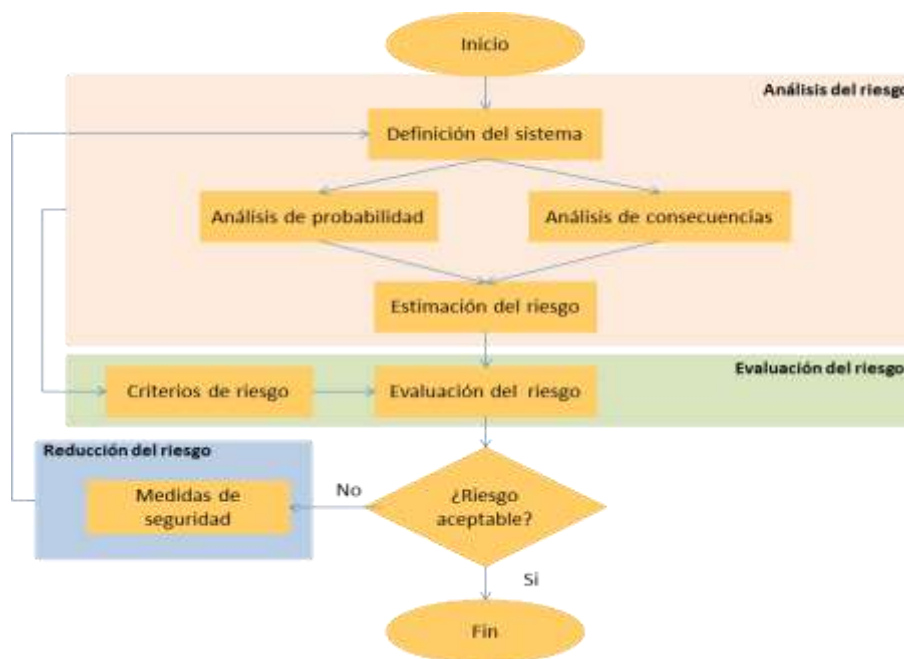 Inicio
Análisis del riesgo
Definición del sistema
Análisis de probabilidad
Análisis de consecuencias
Estimación del riesgo
Evaluación del riesgo
Criterios de riesgo
Evaluación del riesgo
Reducción del riesgo
Medidas de
seguridad
No
¿Riesgo
aceptable?
Si
Fin